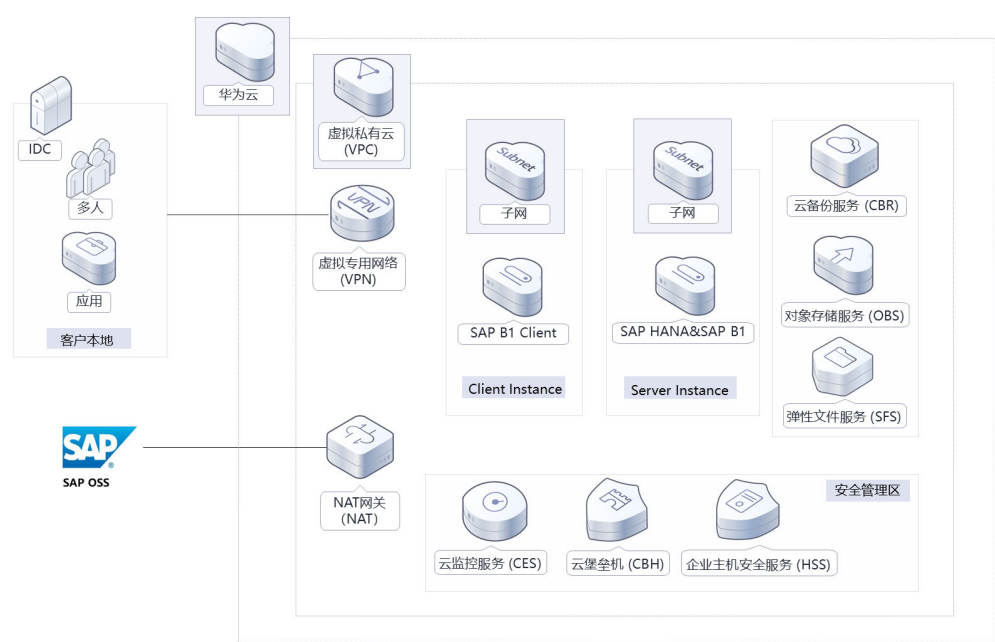 华为云
虚拟私有云
(VPC)
IDC
多人
应用
客户本地
VPN
虚拟专用网络
(VPN)
Subnet
子网
SAP B1 Client
Client Instance
Subnet
子网
SAP HANA&SAP B1
Server Instance
云备份服务 (CBR)
对象存储服务 (OBS)
弹性文件服务 (SFS)
SAP
®
SAP OSS
NAT网关
(NAT)
安全管理区
云监控服务 (CES)
云堡垒机 (CBH)
企业主机安全服务 (HSS)